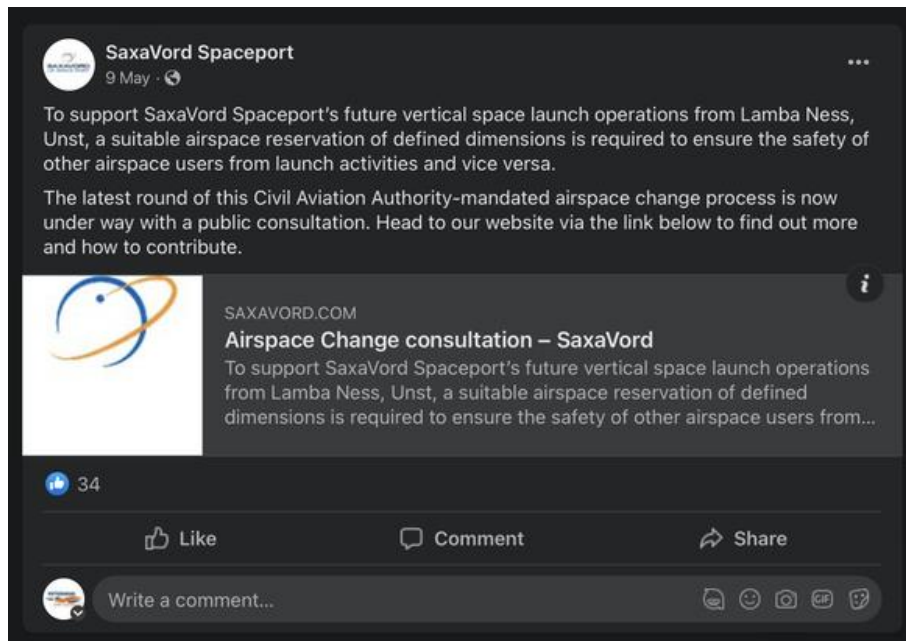 SaxaVord Spaceport
9 May ·
To support SaxaVord Spaceport's future vertical space launch operations from Lamba Ness,
Unst, a suitable airspace reservation of defined dimensions is required to ensure the safety of
other airspace users from launch activities and vice versa.
The latest round of this Civil Aviation Authority-mandated airspace change process is now
under way with a public consultation. Head to our website via the link below to find out more
and how to contribute.
SAXAVORD.COM
Airspace Change consultation – SaxaVord
To support SaxaVord Spaceport's future vertical space launch operations
from Lamba Ness, Unst, a suitable airspace reservation of defined
dimensions is required to ensure the safety of other airspace users from...
34
Like
Comment
Share
Write a comment...
GIF